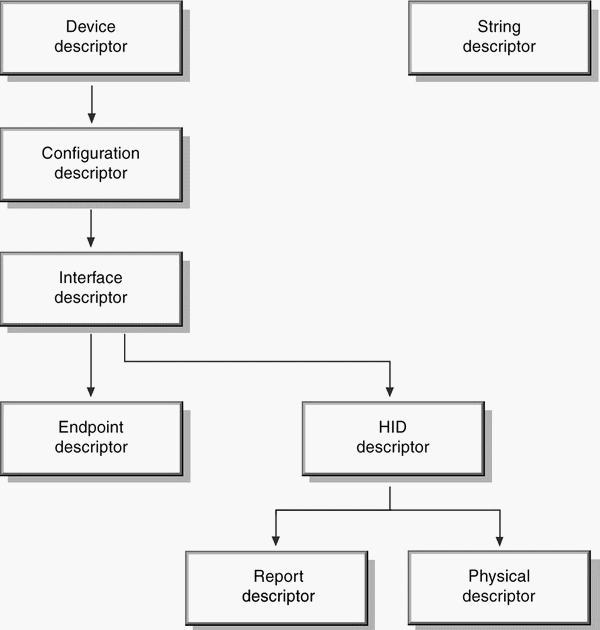 Device
descriptor
String
descriptor
Configuration
descriptor
Interface
descriptor
Endpoint
descriptor
HID
descriptor
Report
descriptor
Physical
descriptor